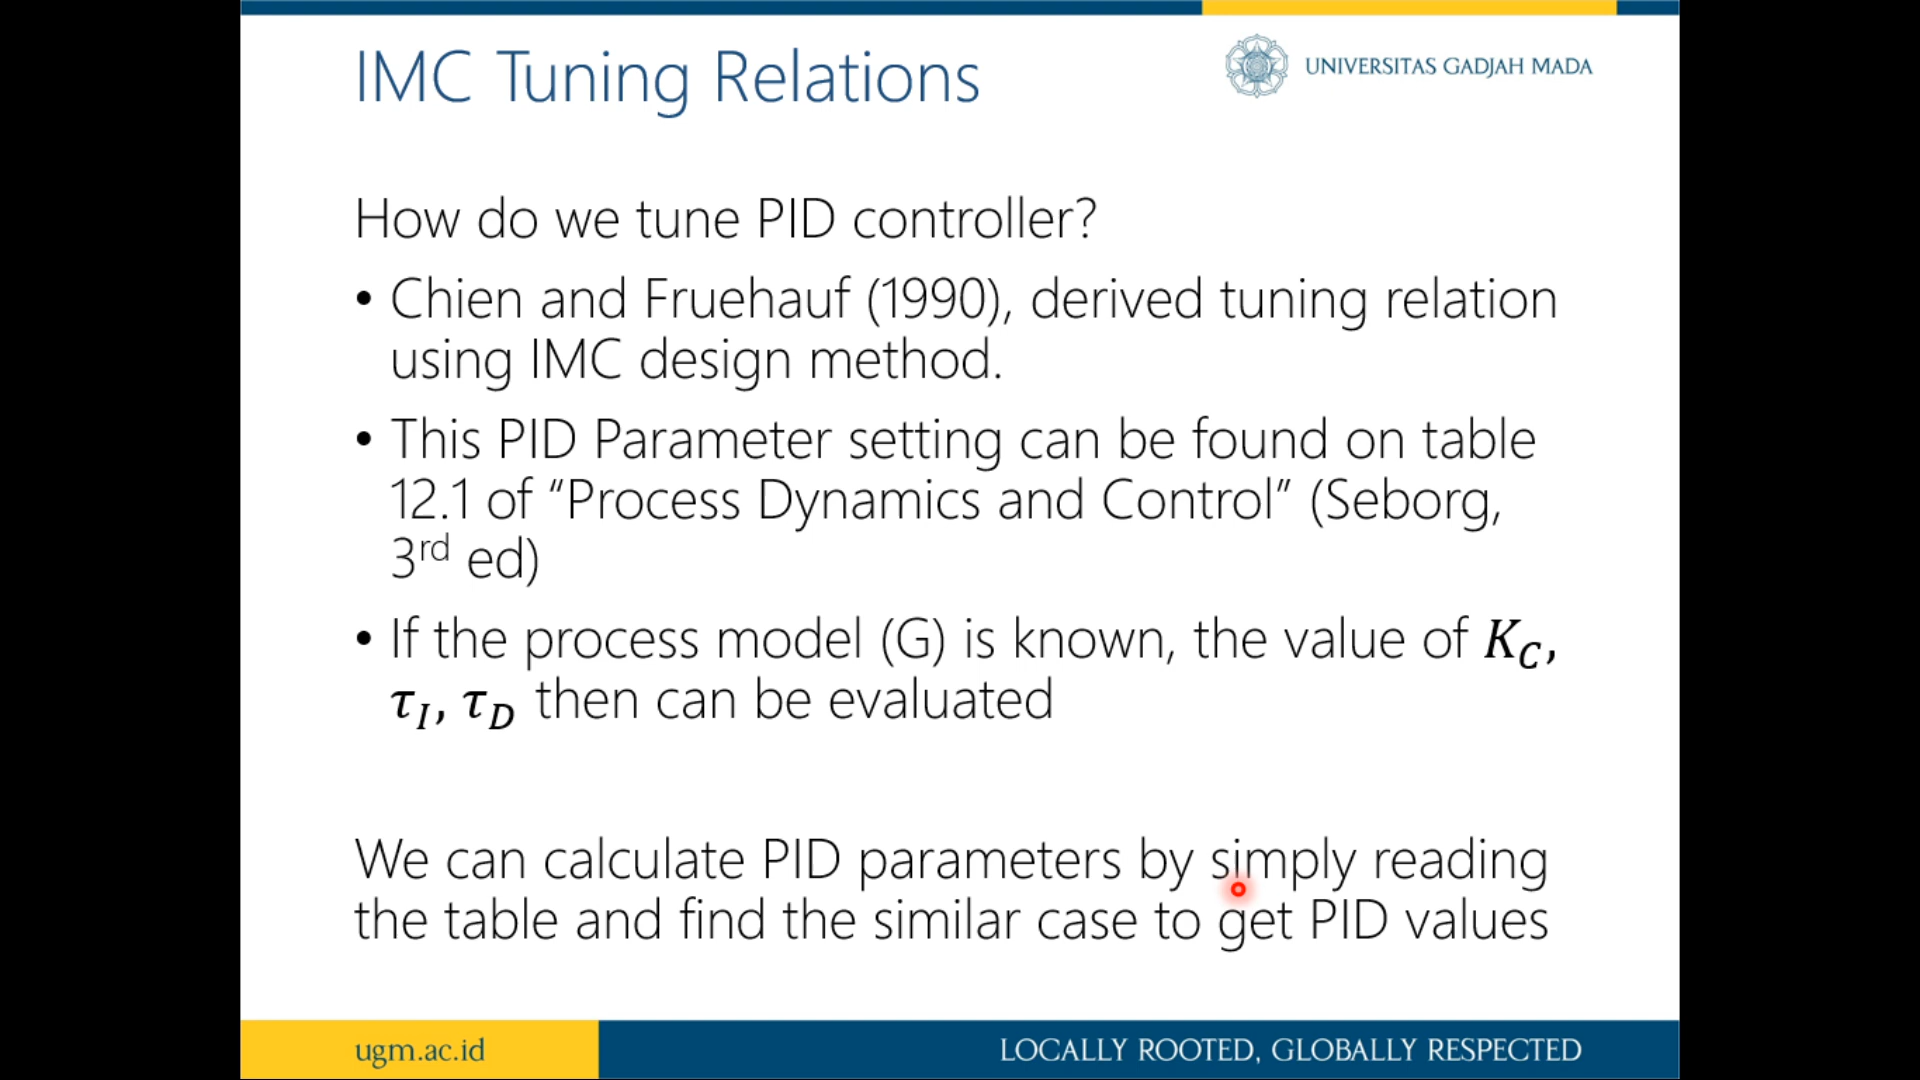 IMC Tuning Relations
UNIVERSITAS GADJAH MADA
How do we tune PID controller?
• Chien and Fruehauf (1990), derived tuning relation
using IMC design method.
• This PID Parameter setting can be found on table
12.1 of “Process Dynamics and Control” (Seborg,
3rd ed)
• If the process model (G) is known, the value of K_C,
τ_I, τ_D then can be evaluated
We can calculate PID parameters by simply reading
the table and find the similar case to get PID values
ugm.ac.id
LOCALLY ROOTED, GLOBALLY RESPECTED